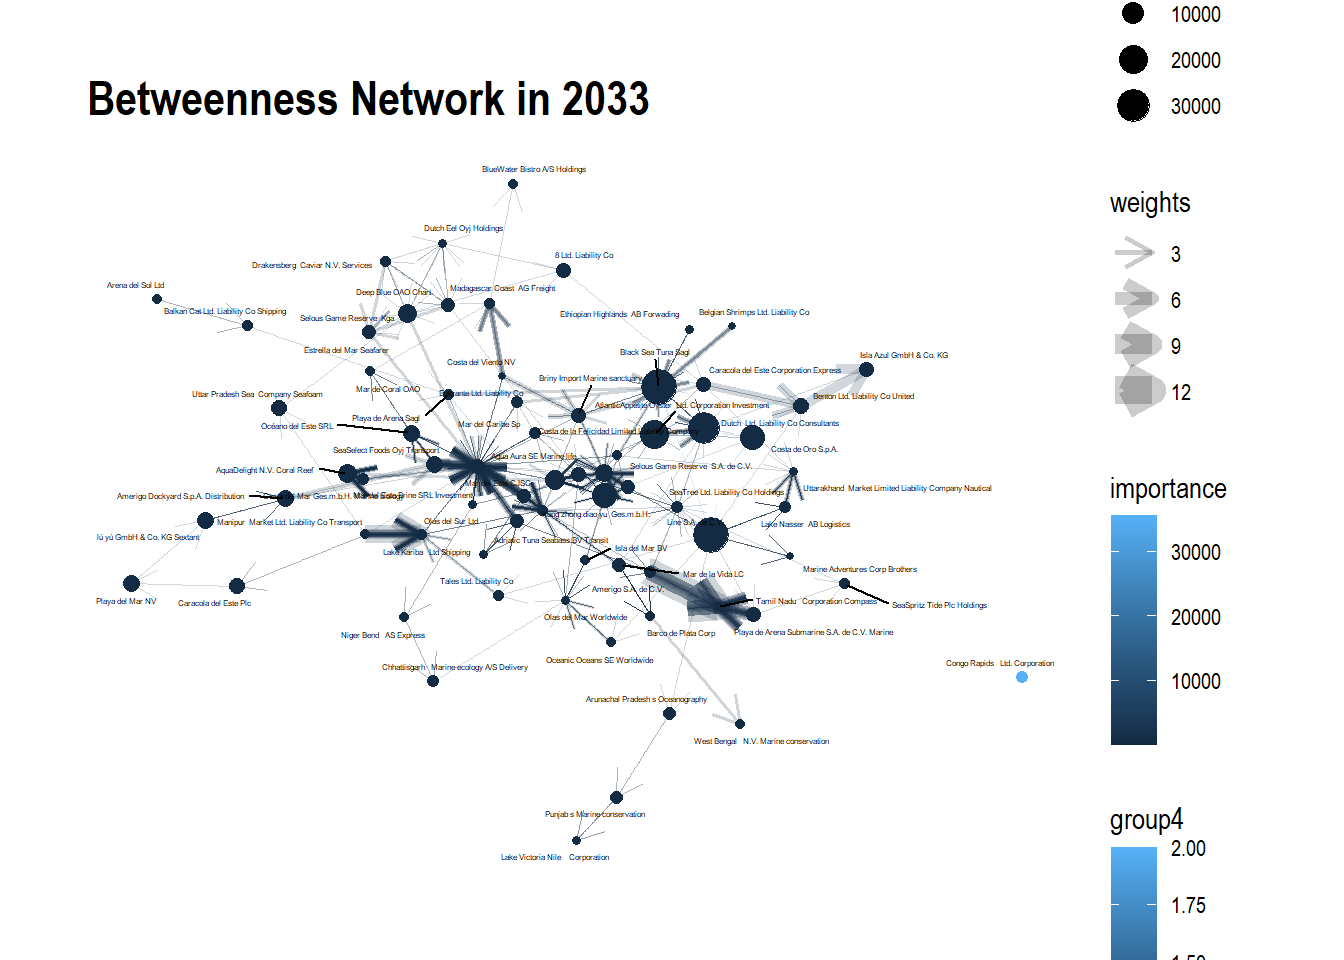 10000
20000
30000
Betweenness Network in 2033
BlueWater Bistro A/S Holdings
weights
Dutch Eel Oyj Holdings
3
8 Ltd. Liability Co
Drakensberg Caviar N.V. Services
Arena del Sol Ltd
Deep Blue OAO Chart
Madagascar Coast AG Freight
6
Balkan Cat Ltd. Liability Co Shipping
Selous Game Reserve Kga
Ethiopian Highlands AB Forwading
Belgian Shrimps Ltd. Liability Co
9
Estrella del Mar Seafarer
Black Sea Tuna Sagl
Isla Azul GmbH & Co. KG
Costa del Viento NV
Caracola del Este Corporation Express
Briny Import Marine sanctuary
12
Mar de Coral OAO
Uttar Pradesh Sea Company Seafoam
Ltd. Liability Co
Benton Ltd. Liability Co United
AtlanticAppetite Oyster Ltd. Corporation Investment
Playa de Arena Sagl
Océano del Este SRL
Mar del Caribe Sp
Costa de la Felicidad Limited
Dutch Ltd. Liability Co Consultants
SeaSelect Foods Oyj Transport
Aqua Aura SE Marine life
Costa de Oro S.p.A.
AquaDelight N.V. Coral Reef
Selous Game Reserve S.A. de C.V.
importance
Amerigo Dockyard S.p.A. Distribution
Mar Ges.m.b.H.
Brine SRL Investment
SeaTree Ltd. Liability Co Holdings
Uttarakhand Market Limited Liability Company Nautical
Manipur Market Ltd. Liability Co Transport
Olas del Sur Ltd
Ges.m.b.H.
Line S.A. de C.V.
Lake Nasser AB Logistics
Iú yú GmbH & Co. KG Sextant
Adriatic Tuna Seabass BV Transit
30000
Lake Kariba Ltd Shipping
Isla del Mar BV
Marine Adventures Corp Brothers
Mar de la Vida LC
Tales Ltd. Liability Co
Amerigo S.A. de C.V.
Playa del Mar NV
Caracola del Este Plc
Tamil Nadu Corporation Compass
SeaSpritz Tide Plc Holdings
20000
Olas del Mar Worldwide
Niger Bend AS Express
Barco de Plata Corp
Playa de Arena Submarine S.A. de C.V. Marine
Oceanic Oceans SE Worldwide
Chhattisgarh Marine ecology A/S Delivery
Congo Rapids Ltd. Corporation
10000
Arunachal Pradesh s Oceanography
West Bengal N.V. Marine conservation
Punjab s Marine conservation
group4
2.00
Lake Victoria Nile Corporation
1.75
1.50